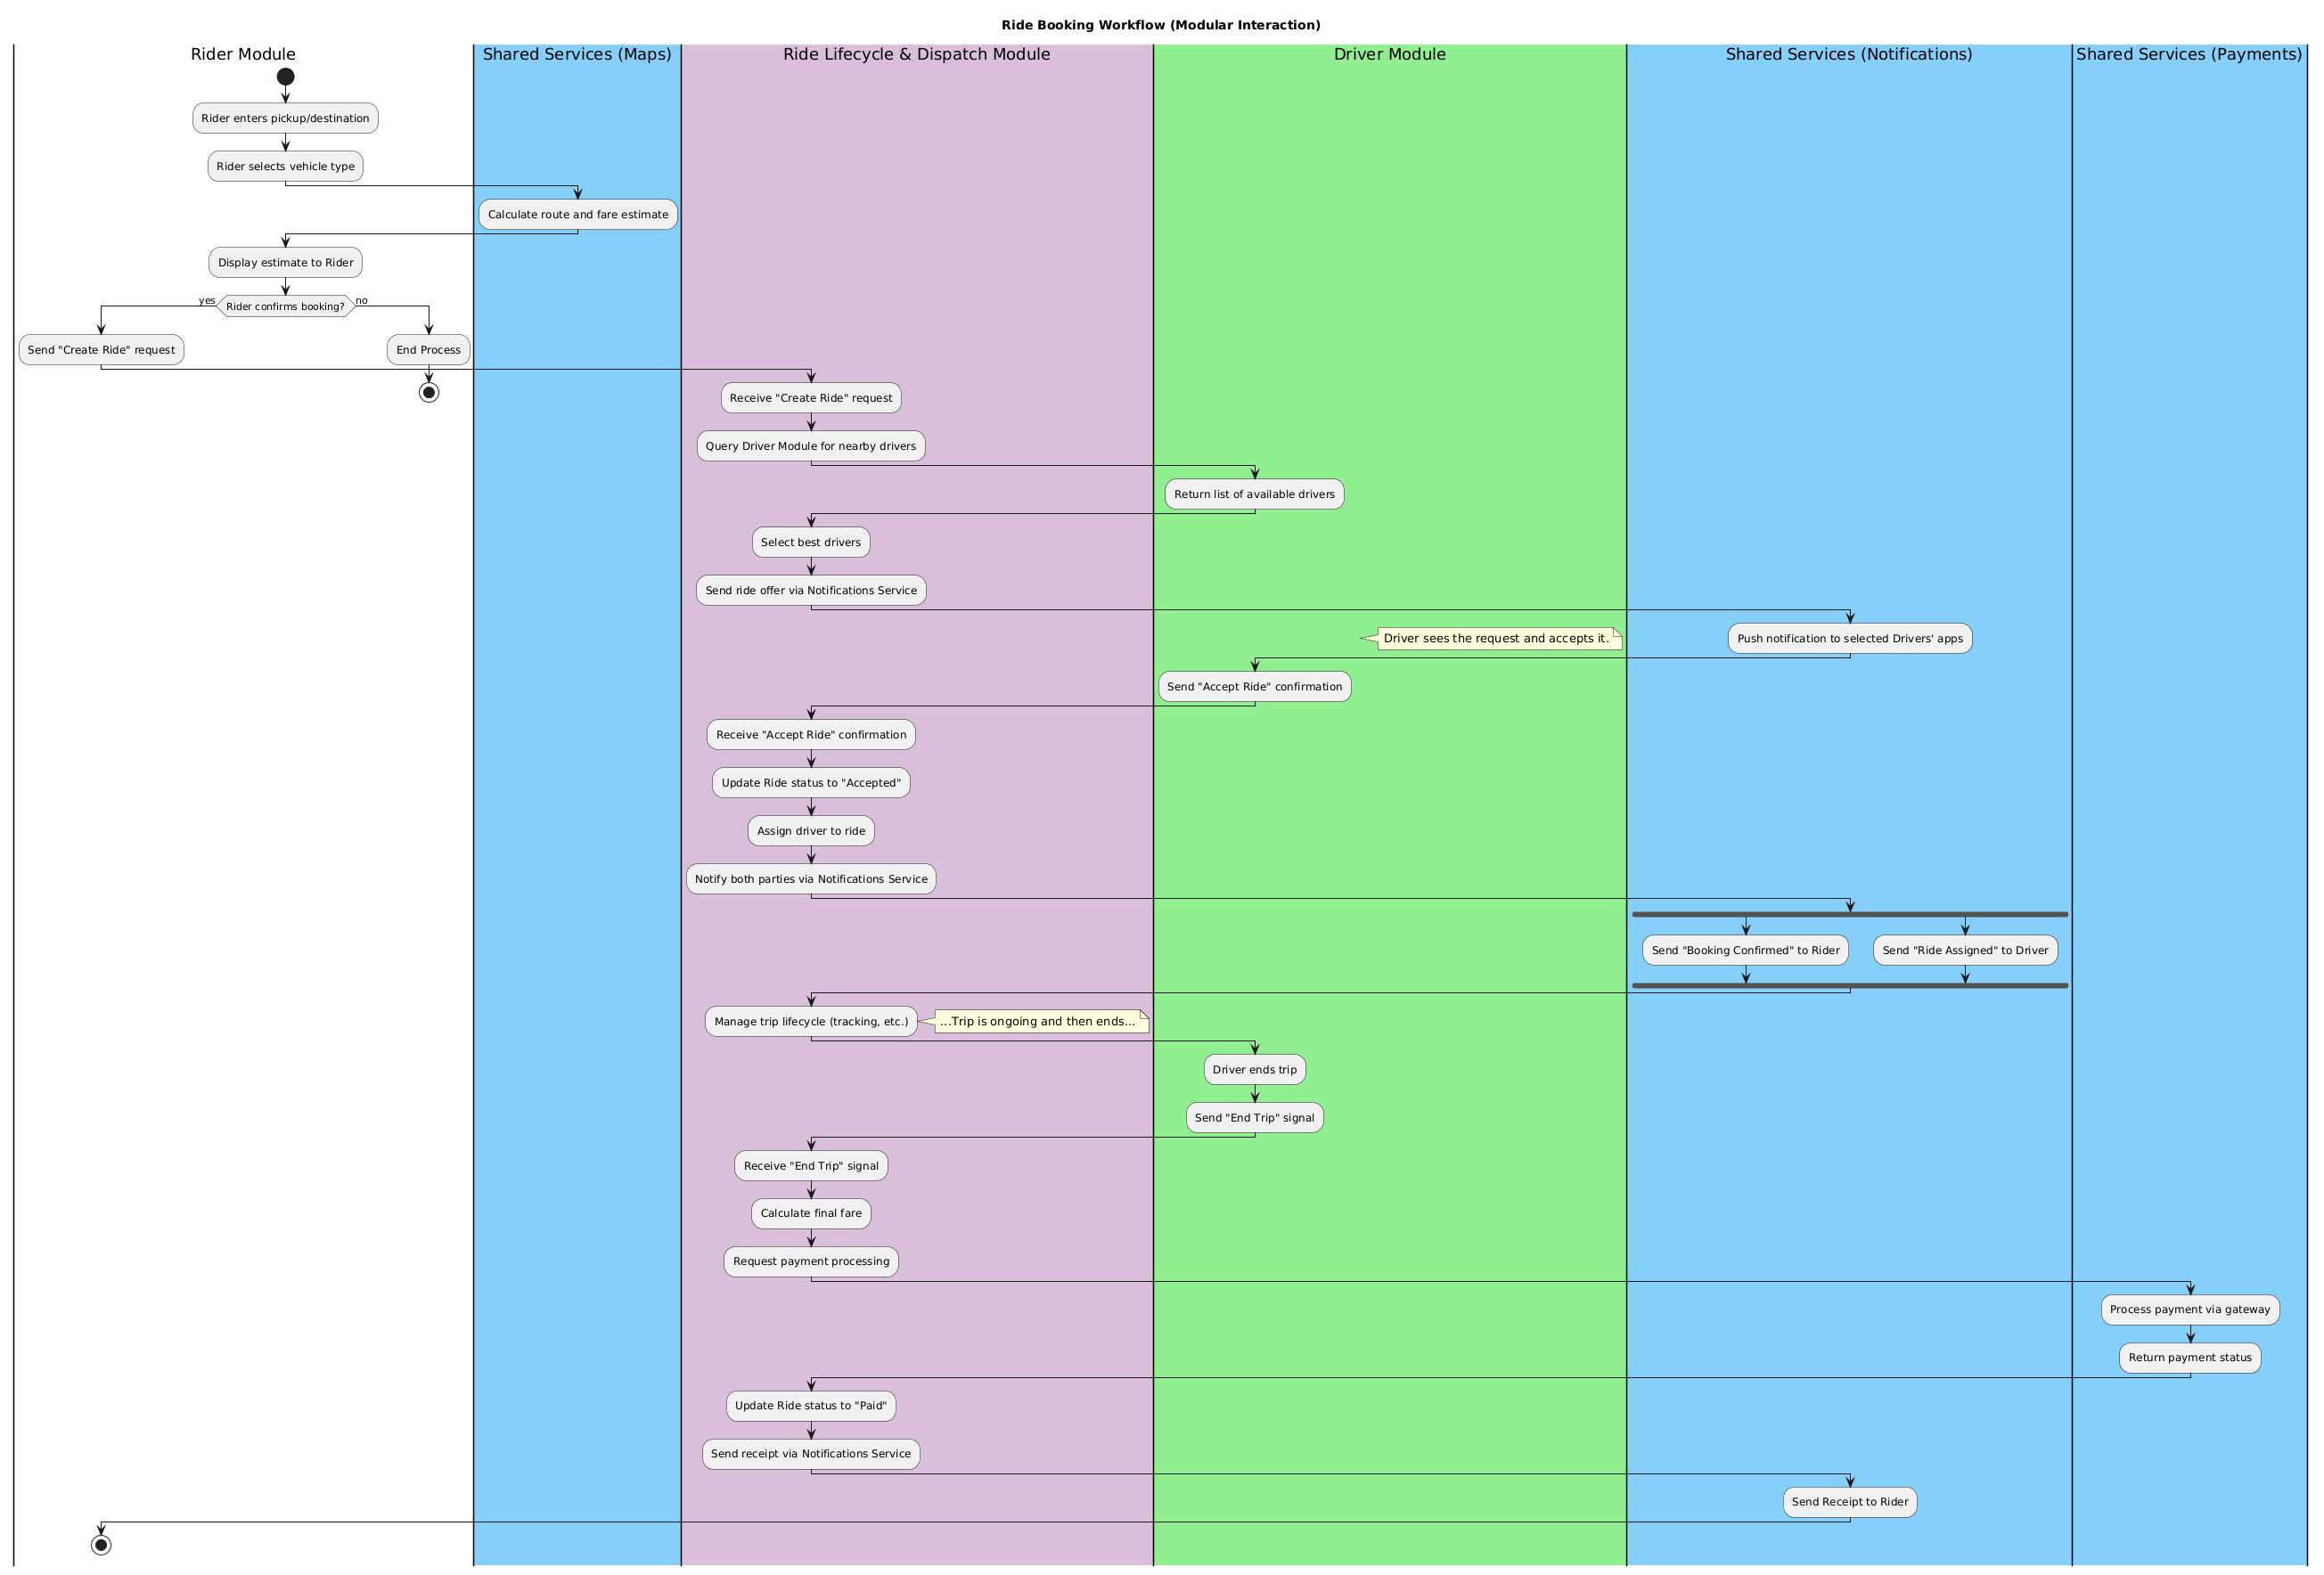 Ride Booking Workflow (Modular Interaction)
Rider Module
Shared Services (Maps)
Ride Lifecycle & Dispatch Module
Driver Module
Shared Services (Notifications)
Shared Services (Payments)
Rider enters pickup/destination
Rider selects vehicle type
Calculate route and fare estimate
Display estimate to Rider
yes
Rider confirms booking?
no
Send "Create Ride" request
End Process
Receive "Create Ride" request
Query Driver Module for nearby drivers
Return list of available drivers
Select best drivers
Send ride offer via Notifications Service
Driver sees the request and accepts it.
Push notification to selected Drivers' apps
Send "Accept Ride" confirmation
Receive "Accept Ride" confirmation
Update Ride status to "Accepted"
Assign driver to ride
Notify both parties via Notifications Service
Send "Booking Confirmed" to Rider
Send "Ride Assigned" to Driver
Manage trip lifecycle (tracking, etc.)
...Trip is ongoing and then ends...
Driver ends trip
Send "End Trip" signal
Receive "End Trip" signal
Calculate final fare
Request payment processing
Process payment via gateway
Return payment status
Update Ride status to "Paid"
Send receipt via Notifications Service
Send Receipt to Rider